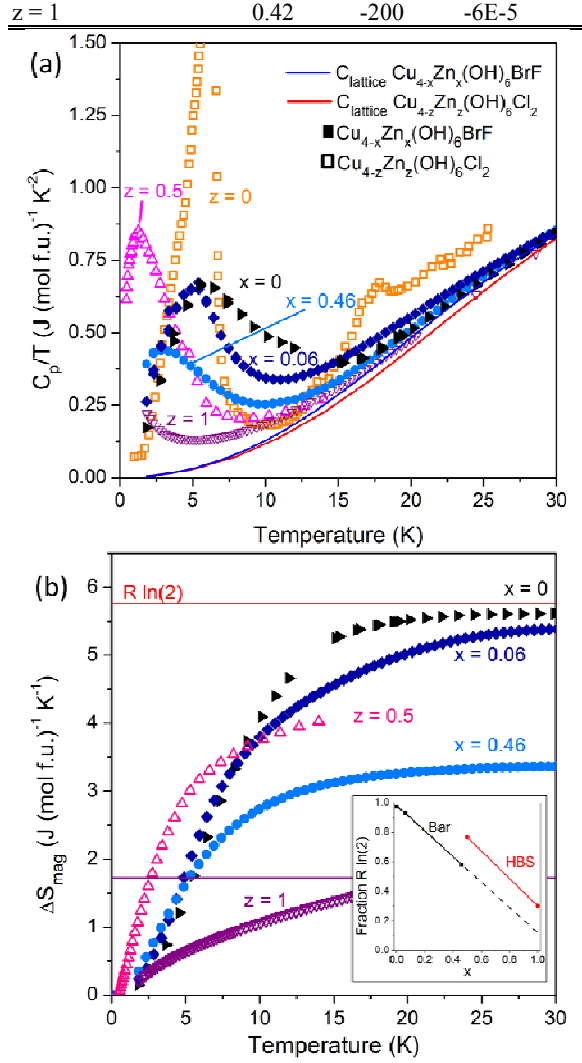 z = 1 0.42 -200 -6E-5
(a)
C_lattice Cu_4-xZn_x(OH)_6BrF
C_lattice Cu_4-zZn_z(OH)_6Cl_2
Cu_4-xZn_x(OH)_6BrF
Cu_4-zZn_z(OH)_6Cl_2
1.50
1.25
1.00
0.75
0.50
0.25
0.00
C_p/T (J (mol f.u.)^-1 K^-2)
z = 0.5
z = 0
x = 0
x = 0.46
x = 0.06
z = 1
0 5 10 15 20 25 30
Temperature (K)
(b)
R ln(2)
6
5
4
3
2
1
0
ΔS_mag (J (mol f.u.)^-1 K^-1)
x = 0
x = 0.06
z = 0.5
x = 0.46
z = 1
1.0
0.8
0.6
0.4
0.2
0.0
Fraction R ln(2)
Bar
HBS
0.0 0.2 0.4 0.6 0.8 1.0
x
0 5 10 15 20 25 30
Temperature (K)